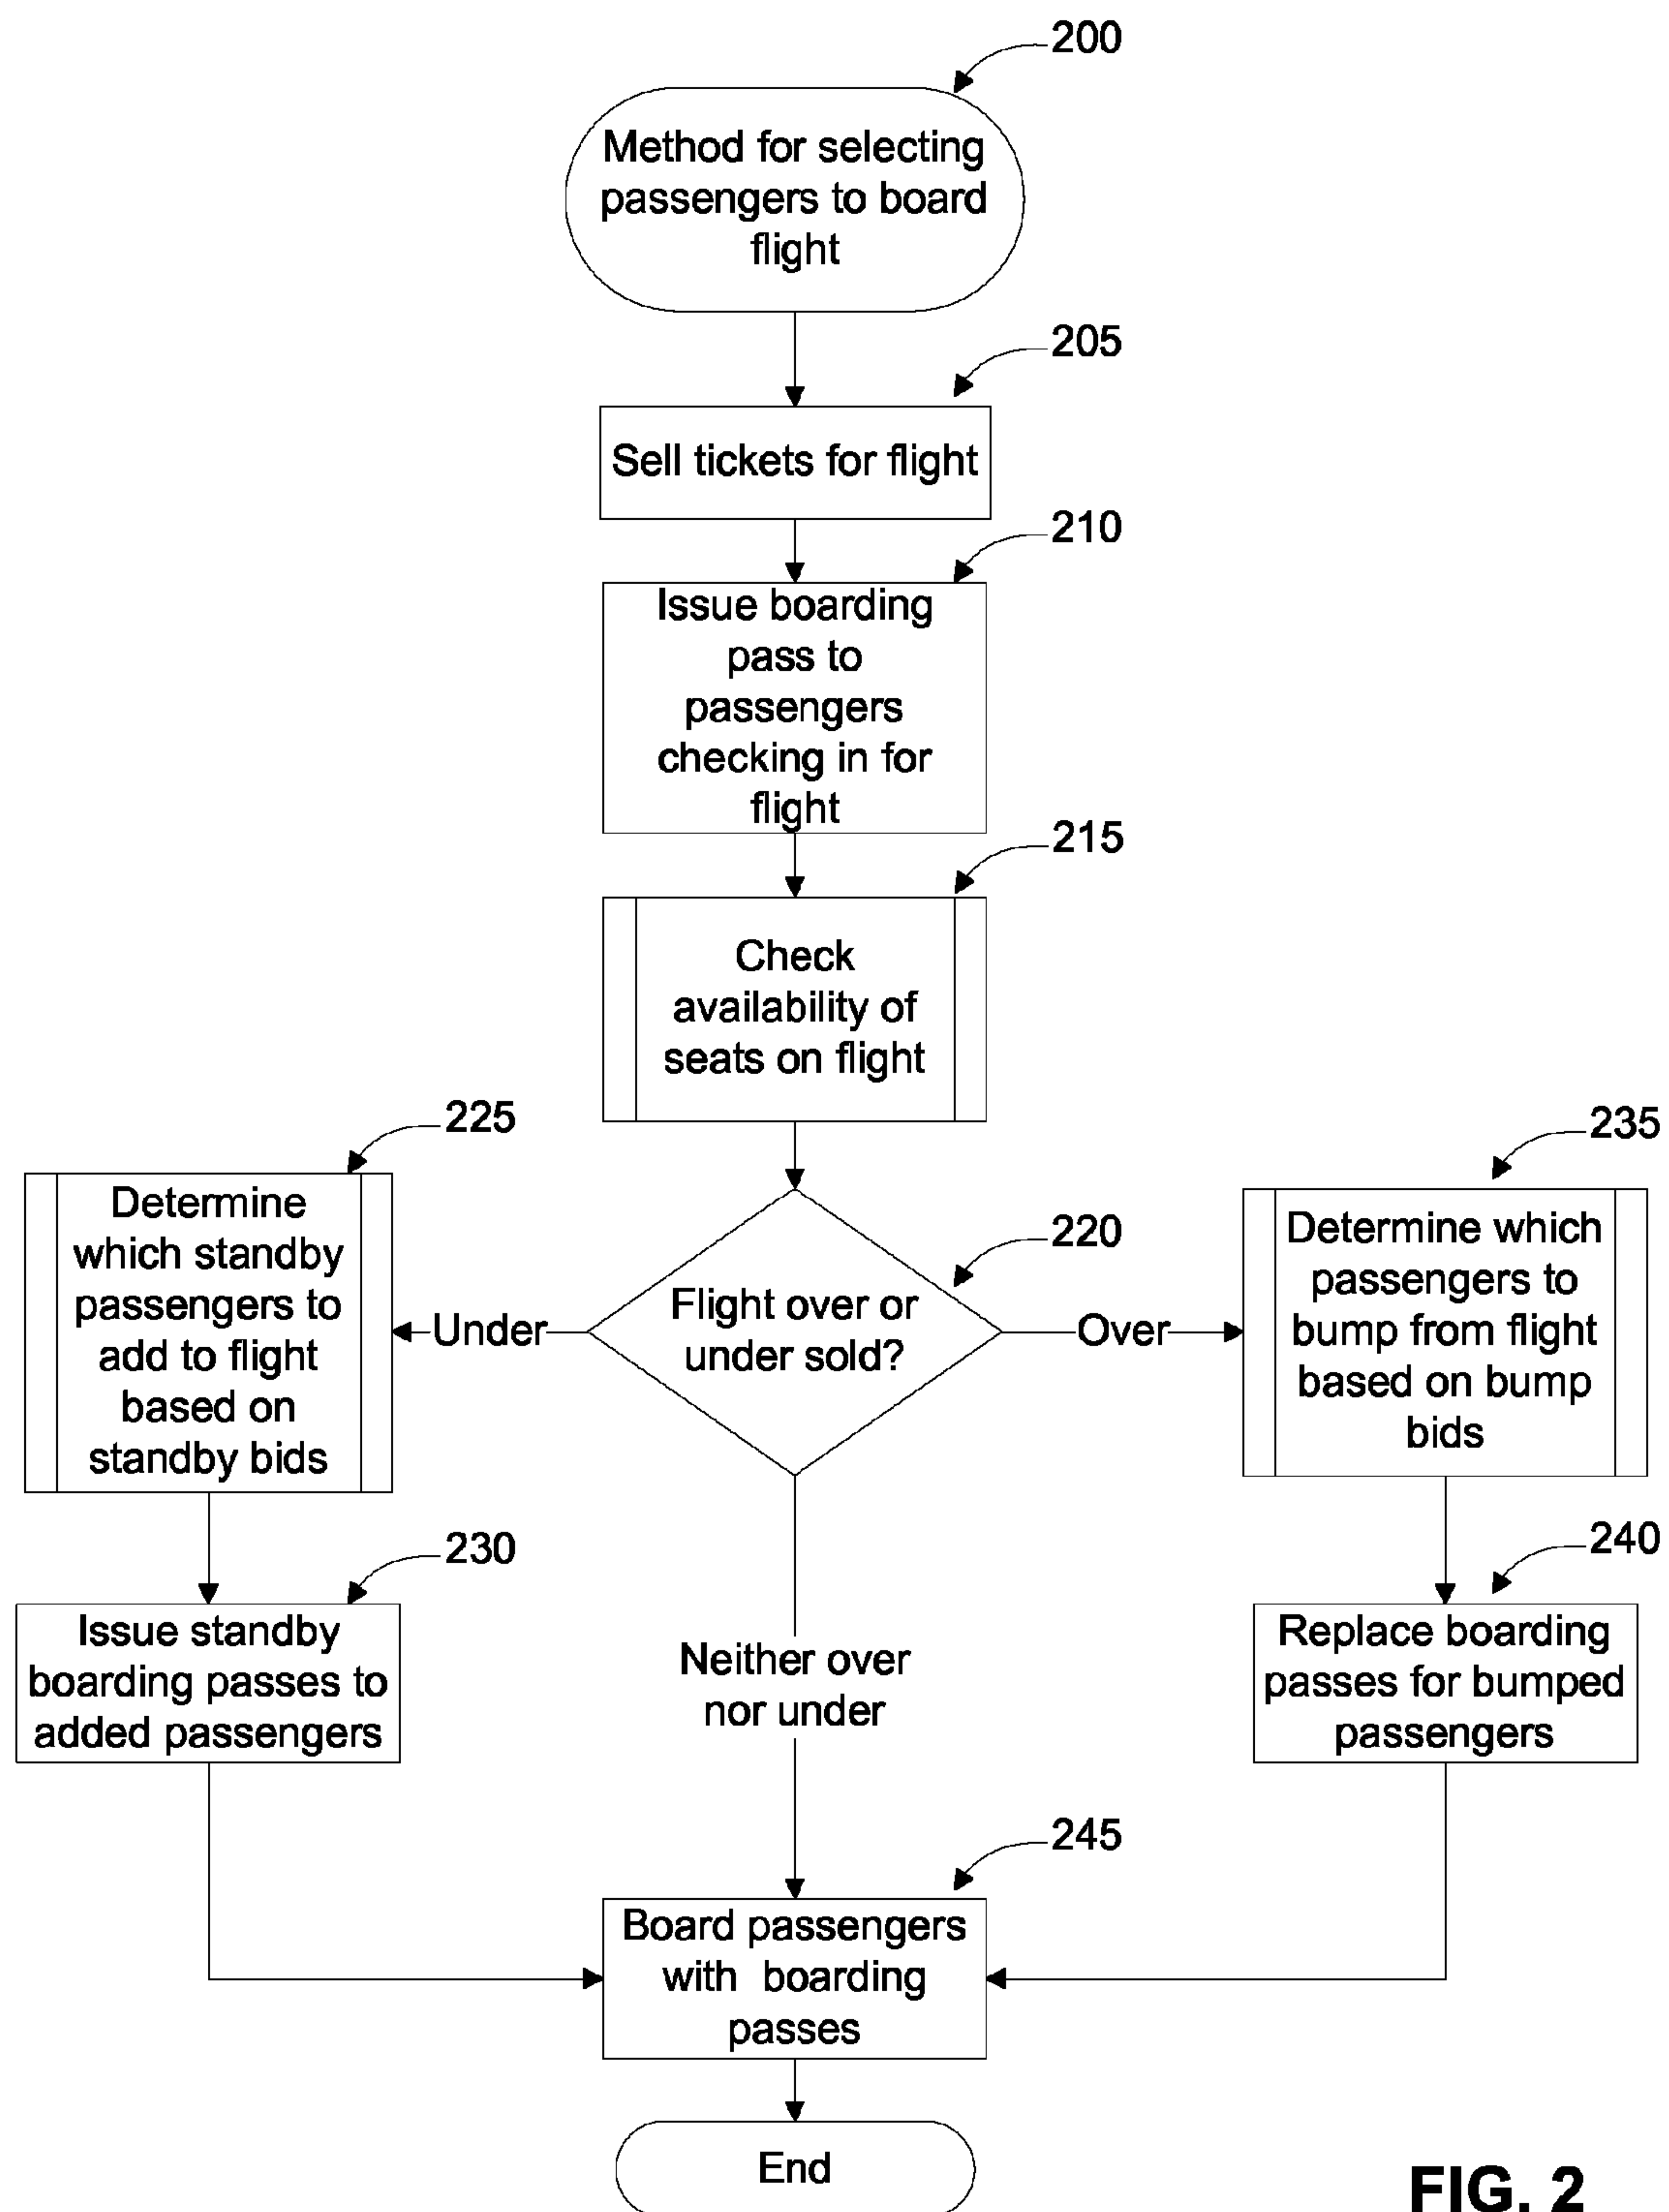 200
Method for selecting
passengers to board
flight
205
Sell tickets for flight
210
Issue boarding
pass to
passengers
checking in for
flight
215
Check
availability of
seats on flight
225
Determine
which standby
passengers to
add to flight
based on
standby bids
220
Flight over or
under sold?
Under
Over
235
Determine which
passengers to
bump from flight
based on bump
bids
230
Issue standby
boarding passes to
added passengers
Neither over
nor under
240
Replace boarding
passes for bumped
passengers
245
Board passengers
with boarding
passes
End
FIG. 2